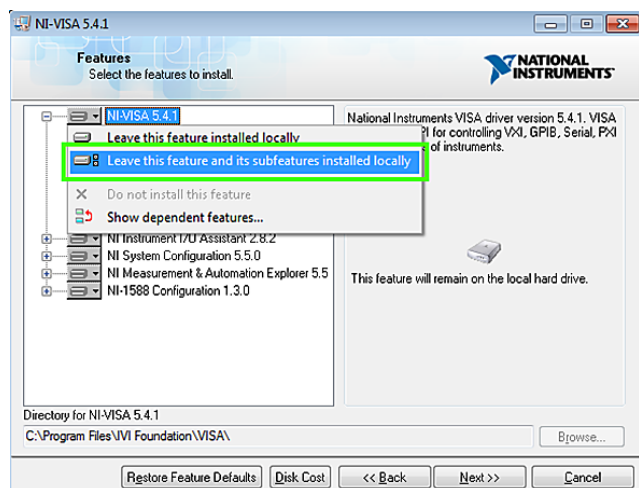 NI-VISA 5.4.1
Features
Select the features to install.
NATIONAL
INSTRUMENTS
NI-VISA 5.4.1
Leave this feature installed locally
Leave this feature and its subfeatures installed locally
Do not install this feature
Show dependent features...
NI Instrument I/O Assistant 2.8.2
NI System Configuration 5.5.0
NI Measurement & Automation Explorer 5.5
NI-1588 Configuration 1.3.0
National Instruments VISA driver version 5.4.1. VISA
for controlling VXI, GPIB, Serial, PXI
of instruments.
This feature will remain on the local hard drive.
Directory for NI-VISA 5.4.1
C:\Program Files\IVI Foundation\VISA\
Browse...
Restore Feature Defaults
Disk Cost
<< Back
Next >>
Cancel